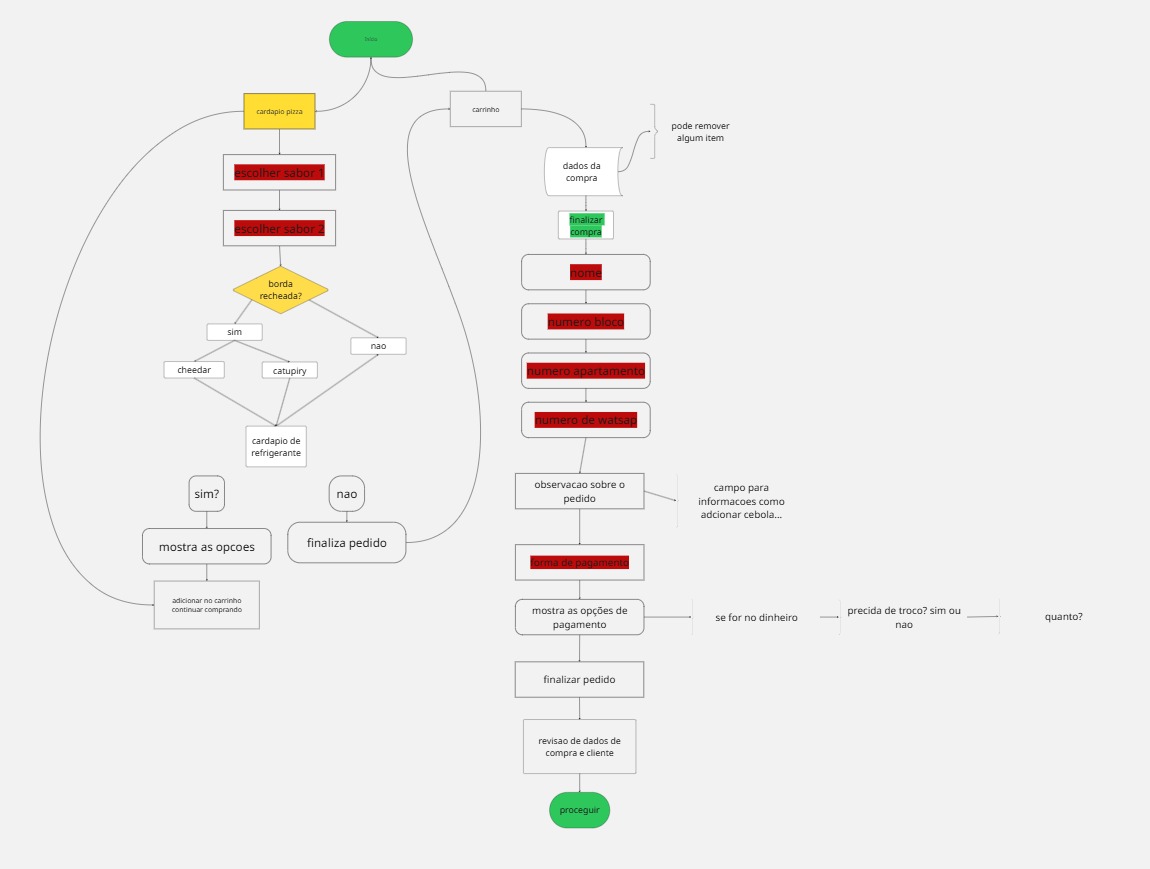 cardapio pizza
carrinho
pode remover
algum item
dados da
compra
escolher sabor 1
escolher sabor 2
finalizar
compra
borda
recheada?
nome
numero bloco
sim
nao
cheedar
catupiry
numero apartamento
numero de watsap
cardapio de
refrigerante
sim?
nao
observacao sobre o
pedido
campo para
informacoes como
adcionar cebola...
mostra as opcoes
finaliza pedido
forma de pagamento
adicionar no carrinho
continuar comprando
mostra as opções de
pagamento
se for no dinheiro
precida de troco? sim ou
nao
quanto?
finalizar pedido
revisao de dados de
compra e cliente
proceguir